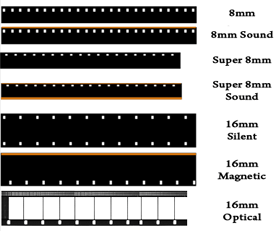 8mm
8mm Sound
Super 8mm
Super 8mm
Sound
16mm
Silent
16mm
Magnetic
16mm
Optical